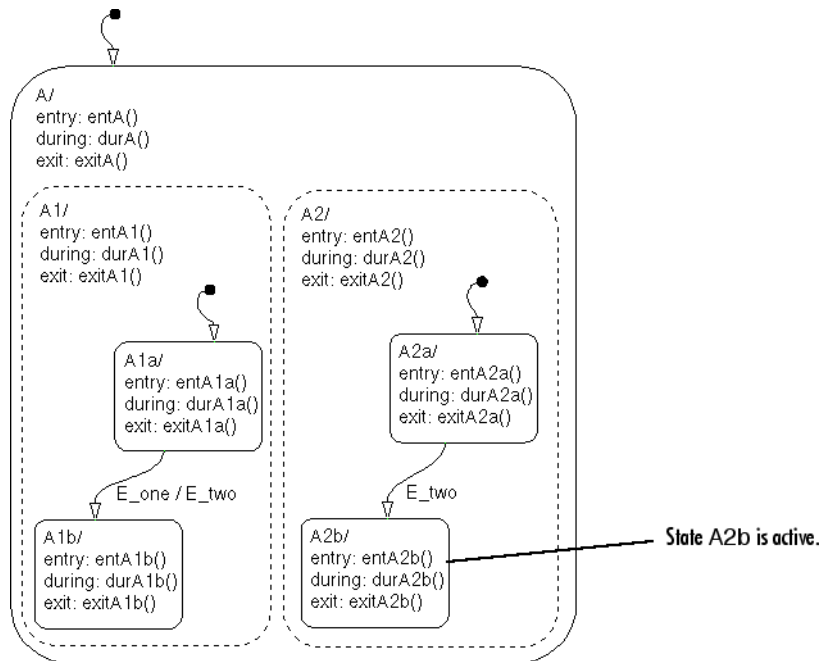 A/
entry: entA()
during: durA()
exit: exitA()
A1/
entry: entA1()
during: durA1()
exit: exitA1()
A2/
entry: entA2()
during: durA2()
exit: exitA2()
A1a/
entry: entA1a()
during: durA1a()
exit: exitA1a()
A2a/
entry: entA2a()
during: durA2a()
exit: exitA2a()
E_one / E_two
E_two
A1b/
entry: entA1b()
during: durA1b()
exit: exitA1b()
A2b/
entry: entA2b()
during: durA2b()
exit: exitA2b()
State A2b is active.